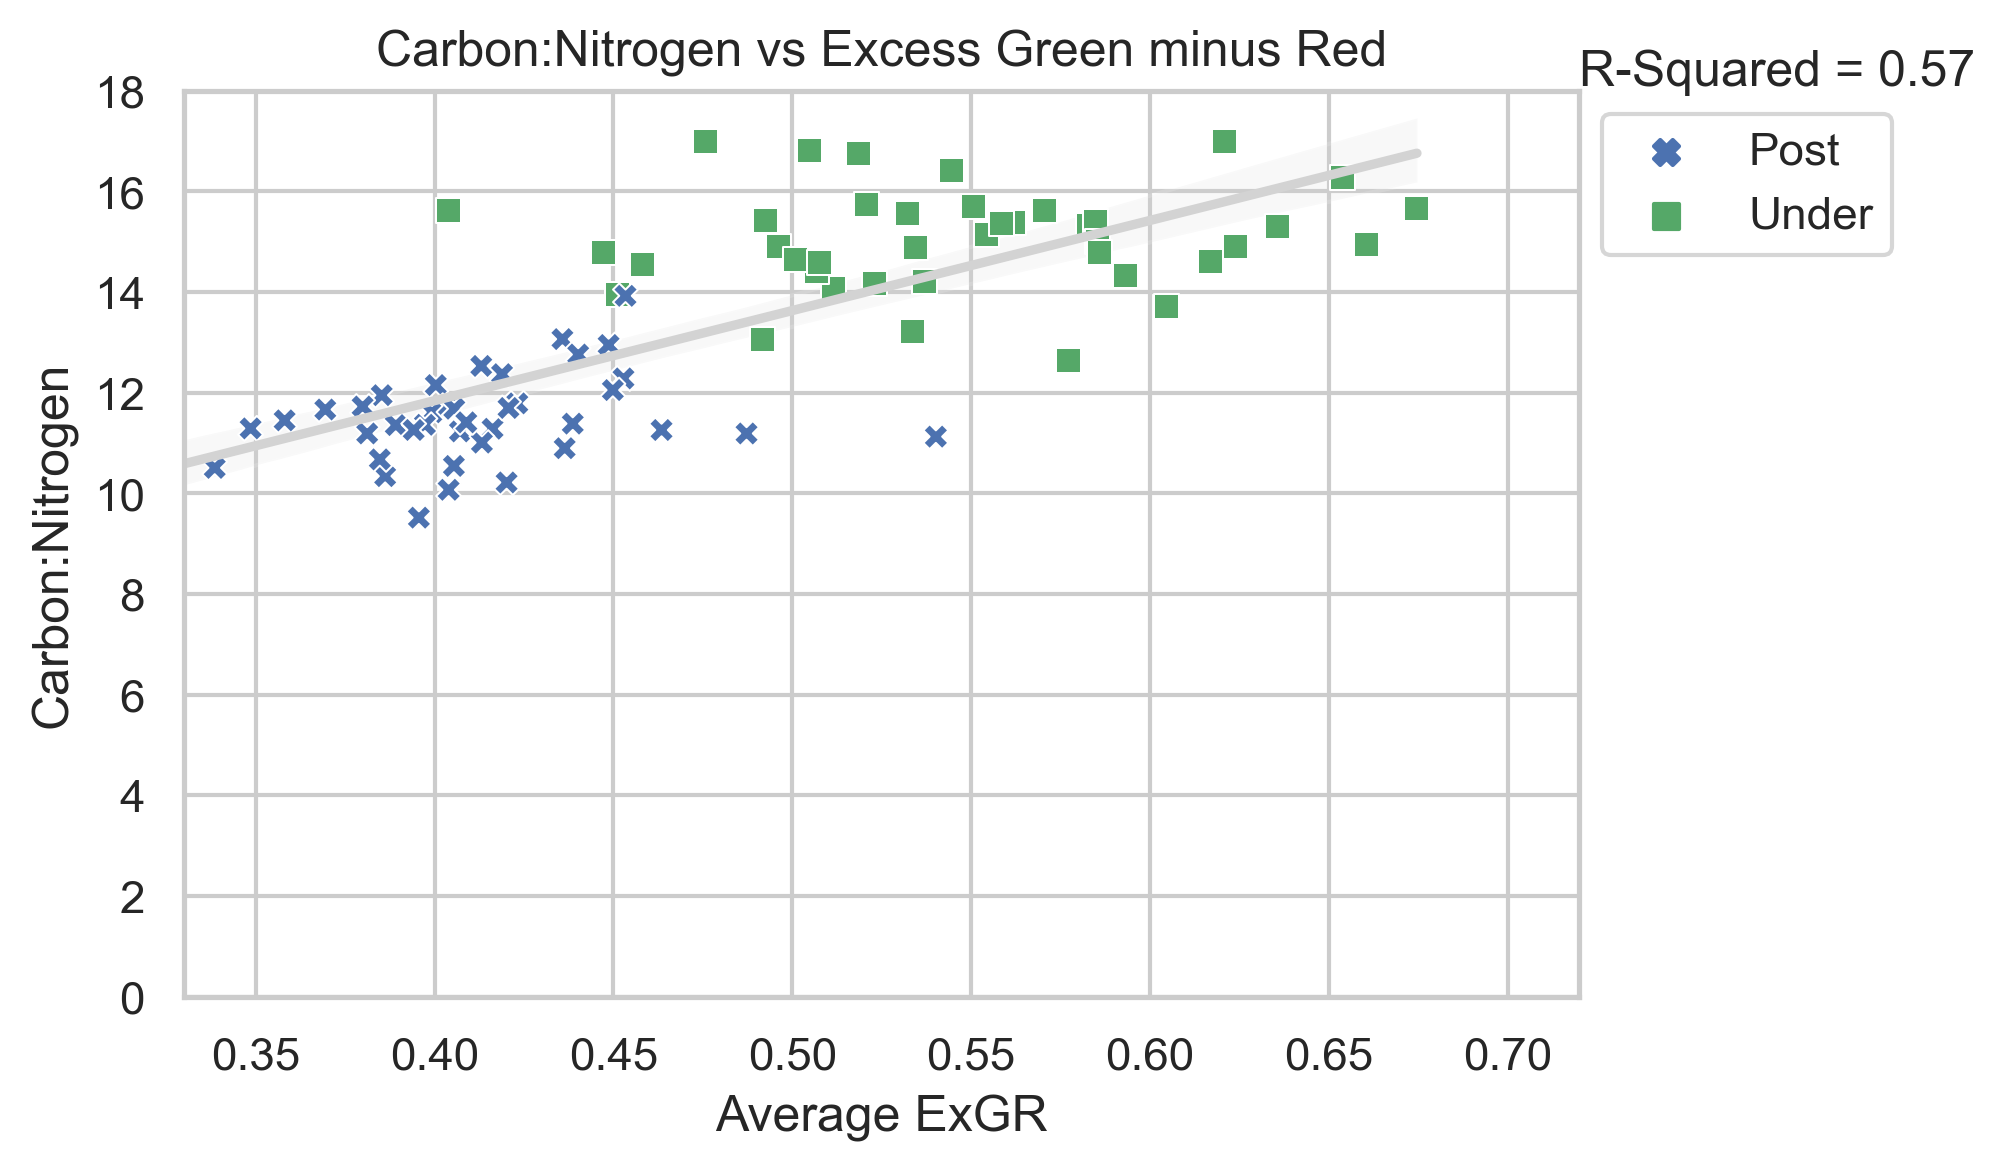 Carbon:Nitrogen vs Excess Green minus Red
R-Squared = 0.57
Post
Under
Carbon:Nitrogen
18
16
14
12
10
8
6
4
2
0
0.35 0.40 0.45 0.50 0.55 0.60 0.65 0.70
Average ExGR